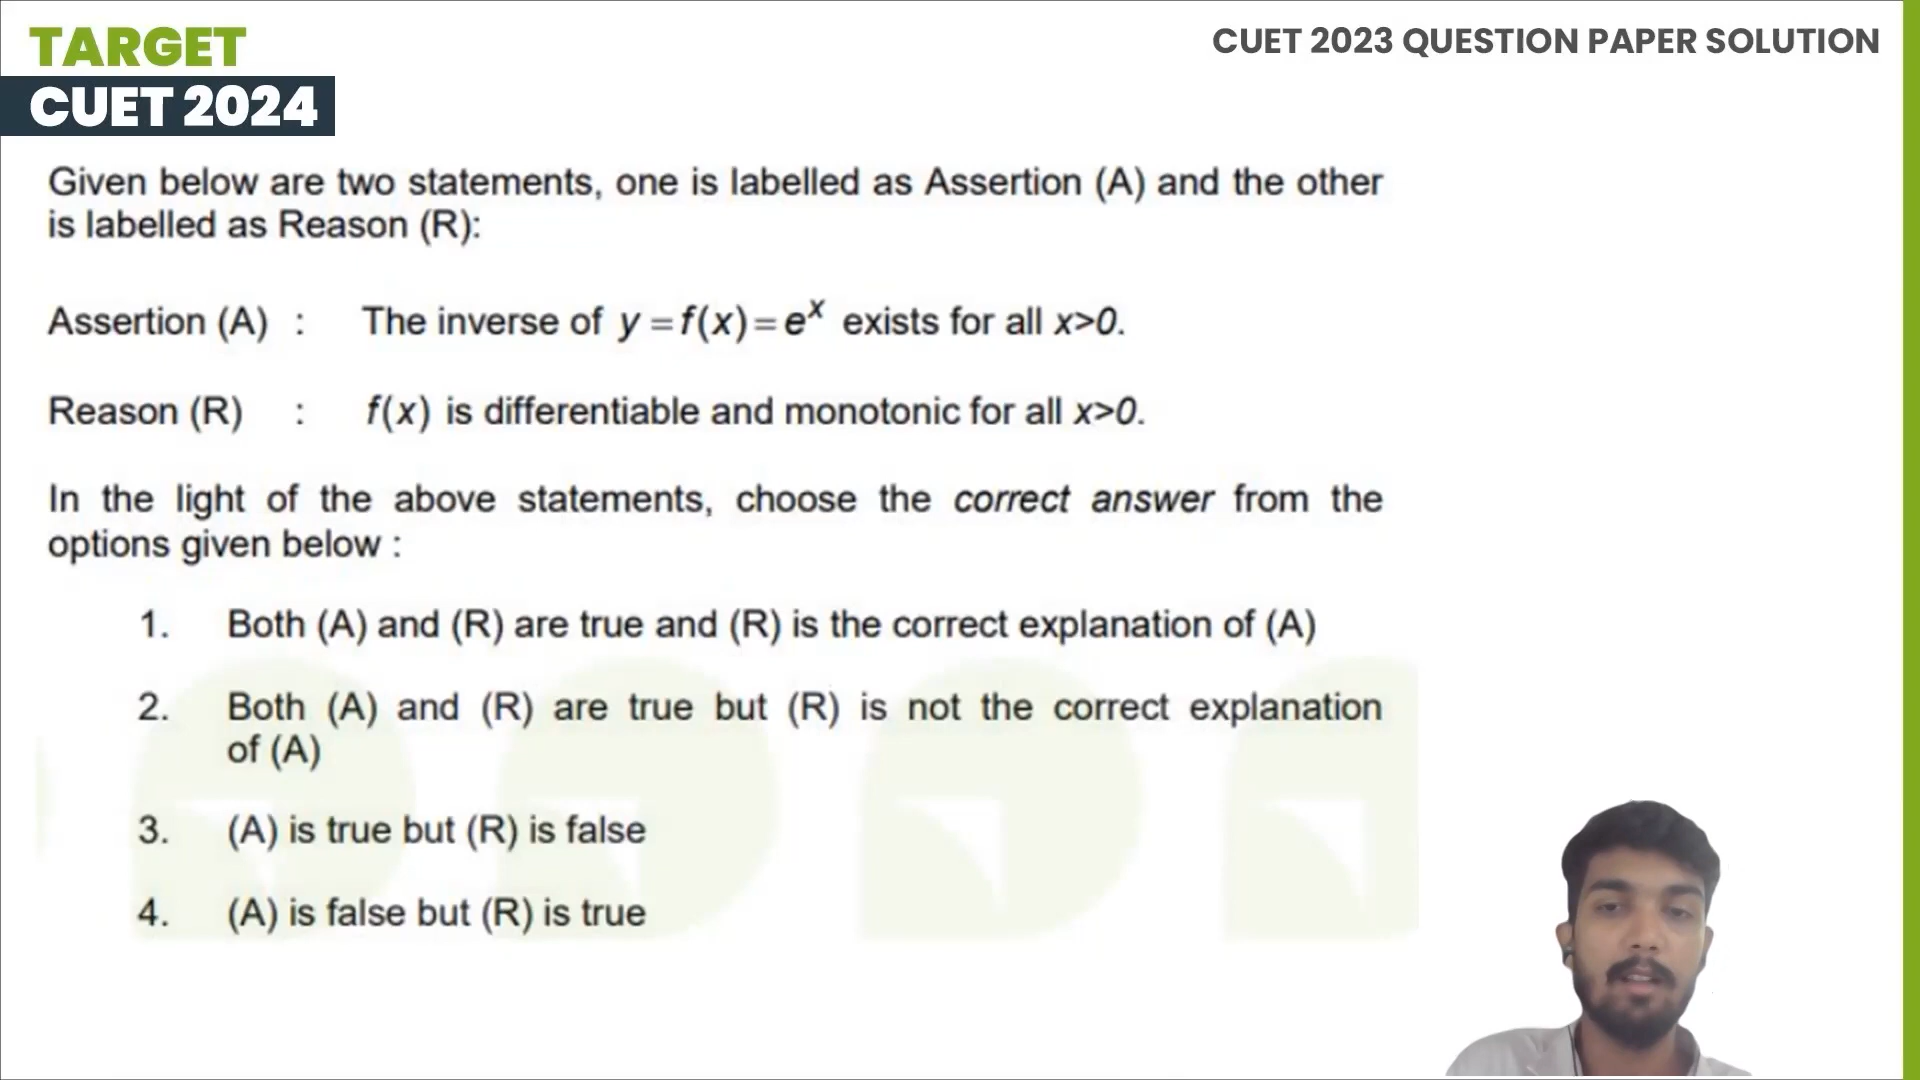 TARGET
CUET 2024
CUET 2023 QUESTION PAPER SOLUTION
Given below are two statements, one is labelled as Assertion (A) and the other
is labelled as Reason (R):
Assertion (A) : The inverse of y = f(x) = e^x exists for all x>0.
Reason (R) : f(x) is differentiable and monotonic for all x>0.
In the light of the above statements, choose the correct answer from the
options given below :
1. Both (A) and (R) are true and (R) is the correct explanation of (A)
2. Both (A) and (R) are true but (R) is not the correct explanation
of (A)
3. (A) is true but (R) is false
4. (A) is false but (R) is true